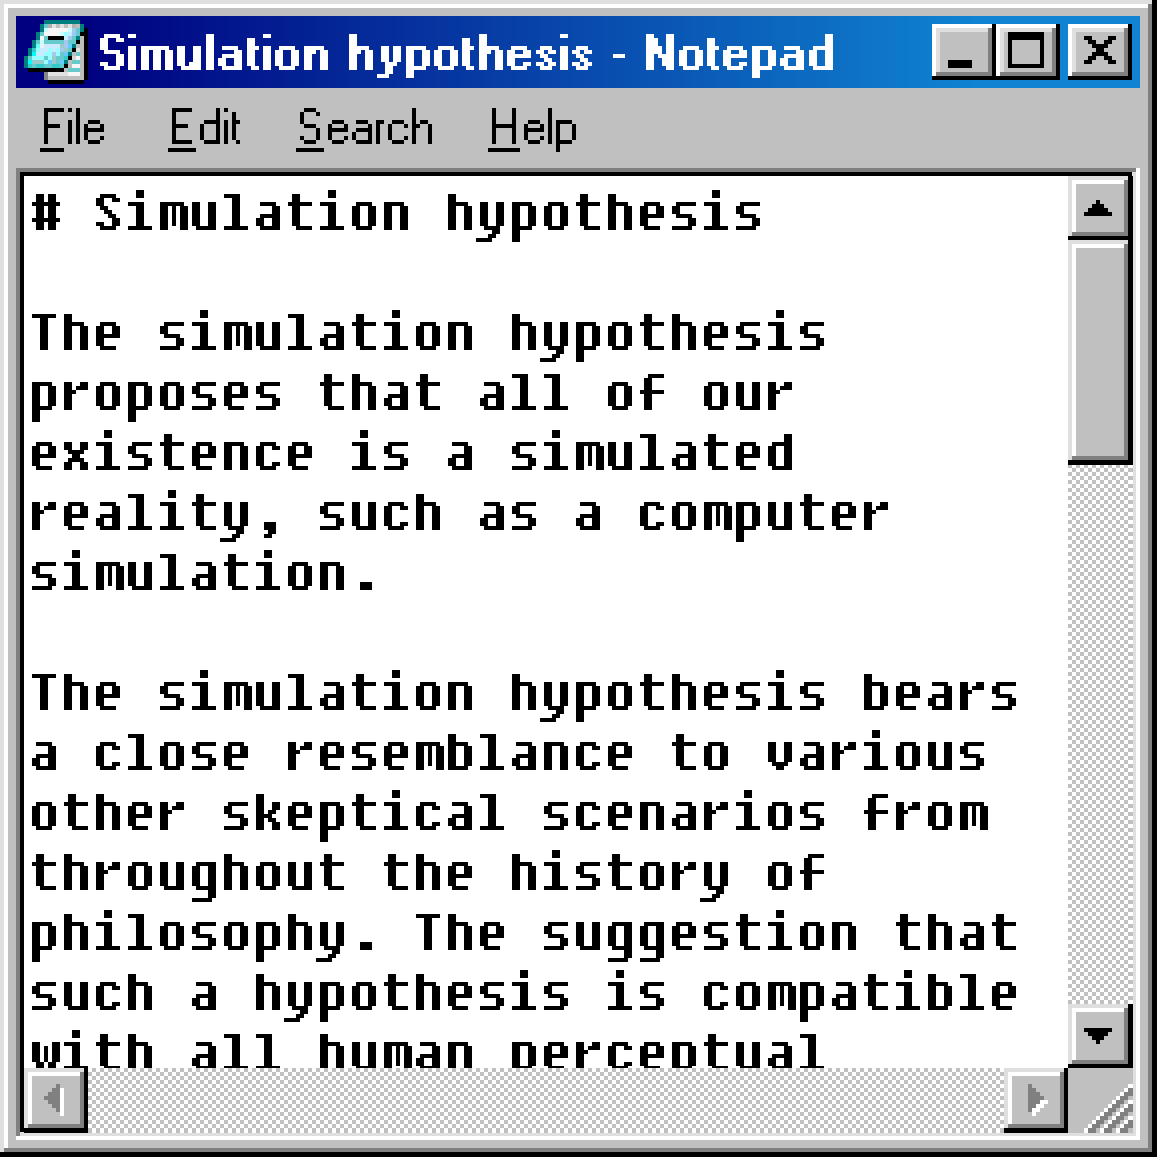 Simulation hypothesis - Notepad
File Edit Search Help
# Simulation hypothesis
The simulation hypothesis
proposes that all of our
existence is a simulated
reality, such as a computer
simulation.
The simulation hypothesis bears
a close resemblance to various
other skeptical scenarios from
throughout the history of
philosophy. The suggestion that
such a hypothesis is compatible
with all human perceptual